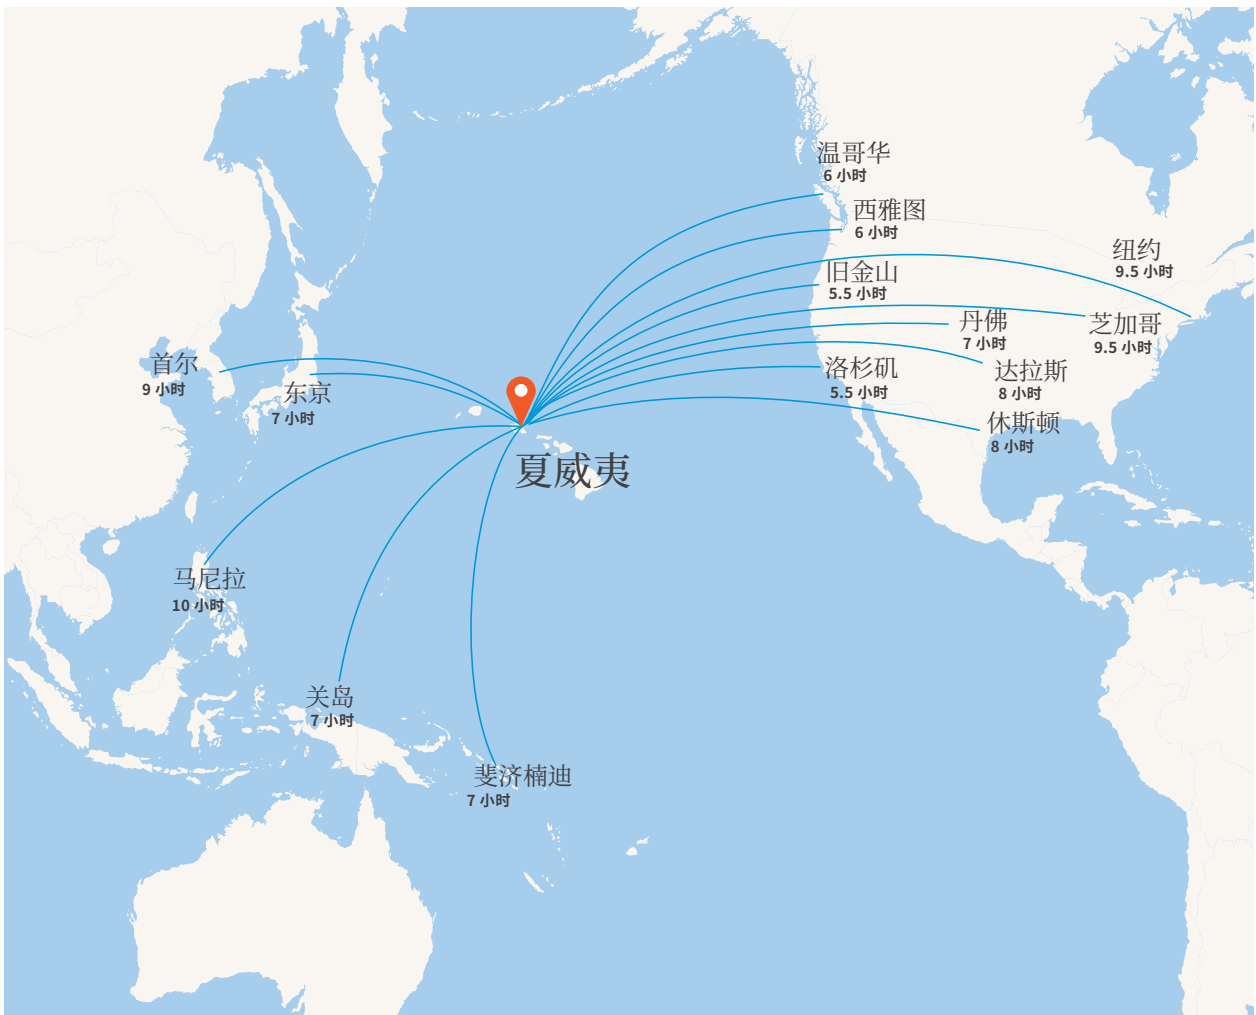 温哥华
6 小时
西雅图
6 小时
纽约
9.5 小时
旧金山
5.5 小时
丹佛
7 小时
芝加哥
9.5 小时
首尔
9 小时
东京
7 小时
洛杉矶
5.5 小时
达拉斯
8 小时
休斯顿
8 小时
夏威夷
马尼拉
10 小时
关岛
7 小时
斐济楠迪
7 小时